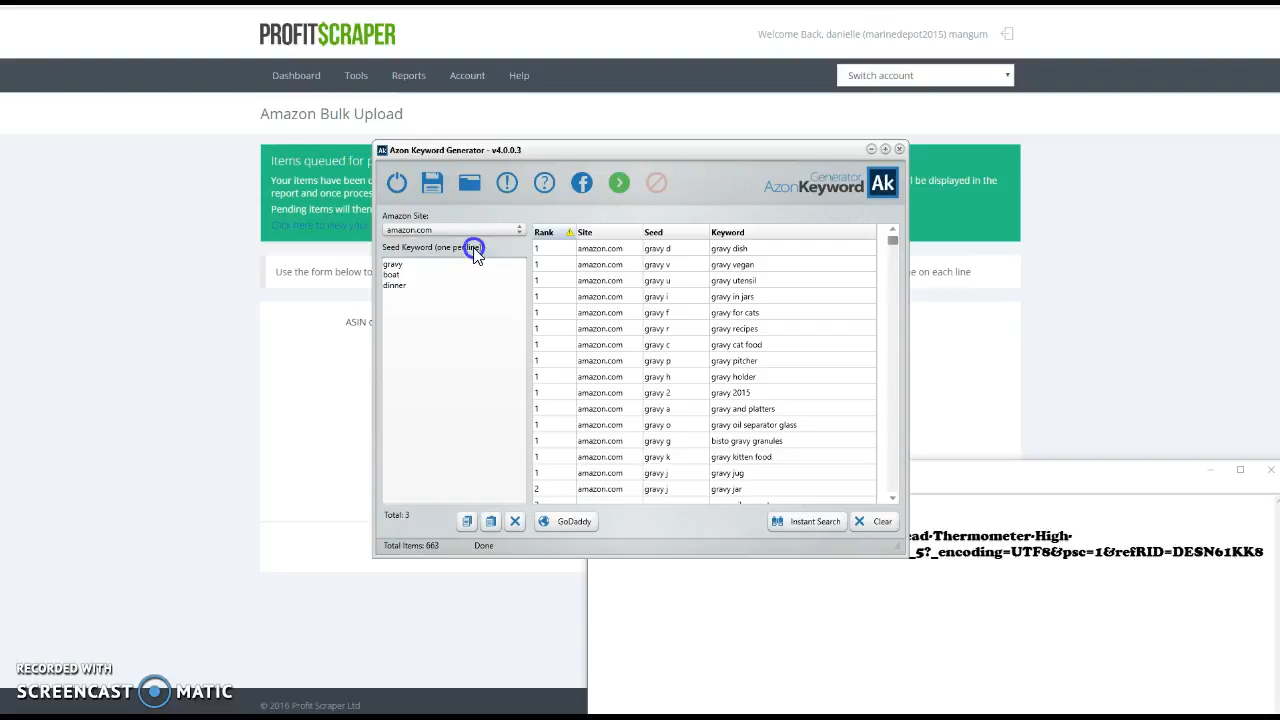 PROFIT$CRAPER
Welcome Back, danielle (marinedepot2015) mangum
Dashboard Tools Reports Account Help
Switch account
Amazon Bulk Upload
Items queued for p
Your items have been
report and once proces
Pending items will then
Click here to view your
l be displayed in the
Use the form below to
e on each line
ASIN
Azon Keyword Generator - v4.0.0.3
Generator
AzonKeyword
Ak
Amazon Site:
amazon.com
Seed Keyword (one per line)
gravy
boat
dinner
Rank Site Seed Keyword
1 amazon.com gravy d gravy dish
1 amazon.com gravy v gravy vegan
1 amazon.com gravy u gravy utensil
1 amazon.com gravy i gravy in jars
1 amazon.com gravy f gravy for cats
1 amazon.com gravy r gravy recipes
1 amazon.com gravy c gravy cat food
1 amazon.com gravy p gravy pitcher
1 amazon.com gravy h gravy holder
1 amazon.com gravy 2 gravy 2015
1 amazon.com gravy a gravy and platters
1 amazon.com gravy o gravy oil separator glass
1 amazon.com gravy g bisto gravy granules
1 amazon.com gravy k gravy kitten food
1 amazon.com gravy j gravy jug
2 amazon.com gravy j gravy jar
Total: 3
GoDaddy
Instant Search
Clear
Total Items: 663 Done
ead-Thermometer-High-
_5?_encoding=UTF8&psc=1&refRID=DESN61KK8
RECORDED WITH
SCREENCAST MATIC
© 2016 Profit Scraper Ltd